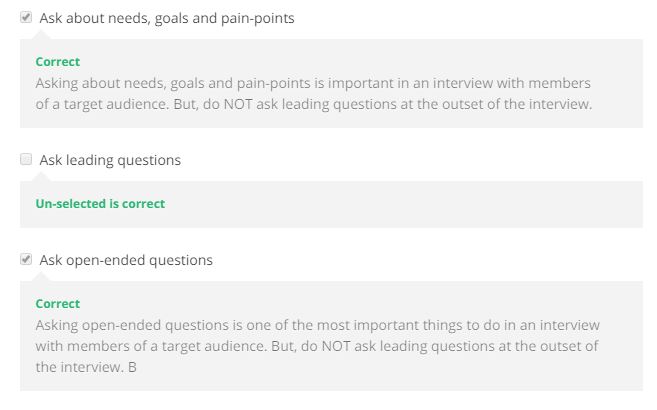 Ask about needs, goals and pain-points
Correct
Asking about needs, goals and pain-points is important in an interview with members
of a target audience. But, do NOT ask leading questions at the outset of the interview.
Ask leading questions
Un-selected is correct
Ask open-ended questions
Correct
Asking open-ended questions is one of the most important things to do in an interview
with members of a target audience. But, do NOT ask leading questions at the outset of
the interview. B